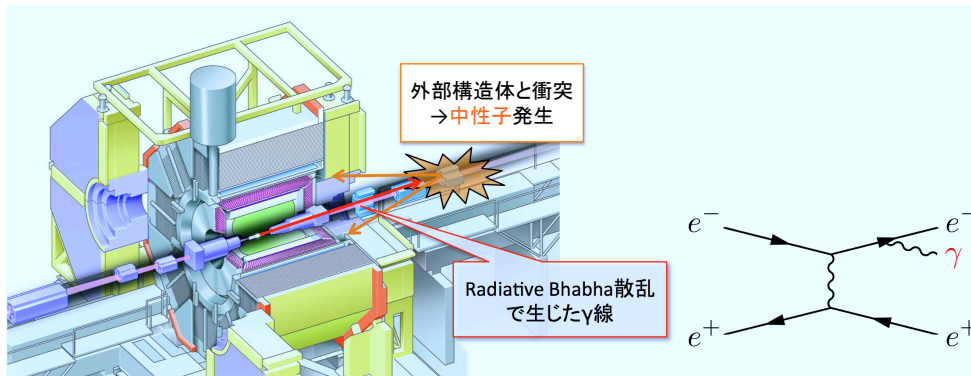 外部構造体と衝突
→中性子発生
Radiative Bhabha散乱
で生じたγ線
e−
e−
γ
e+
e+